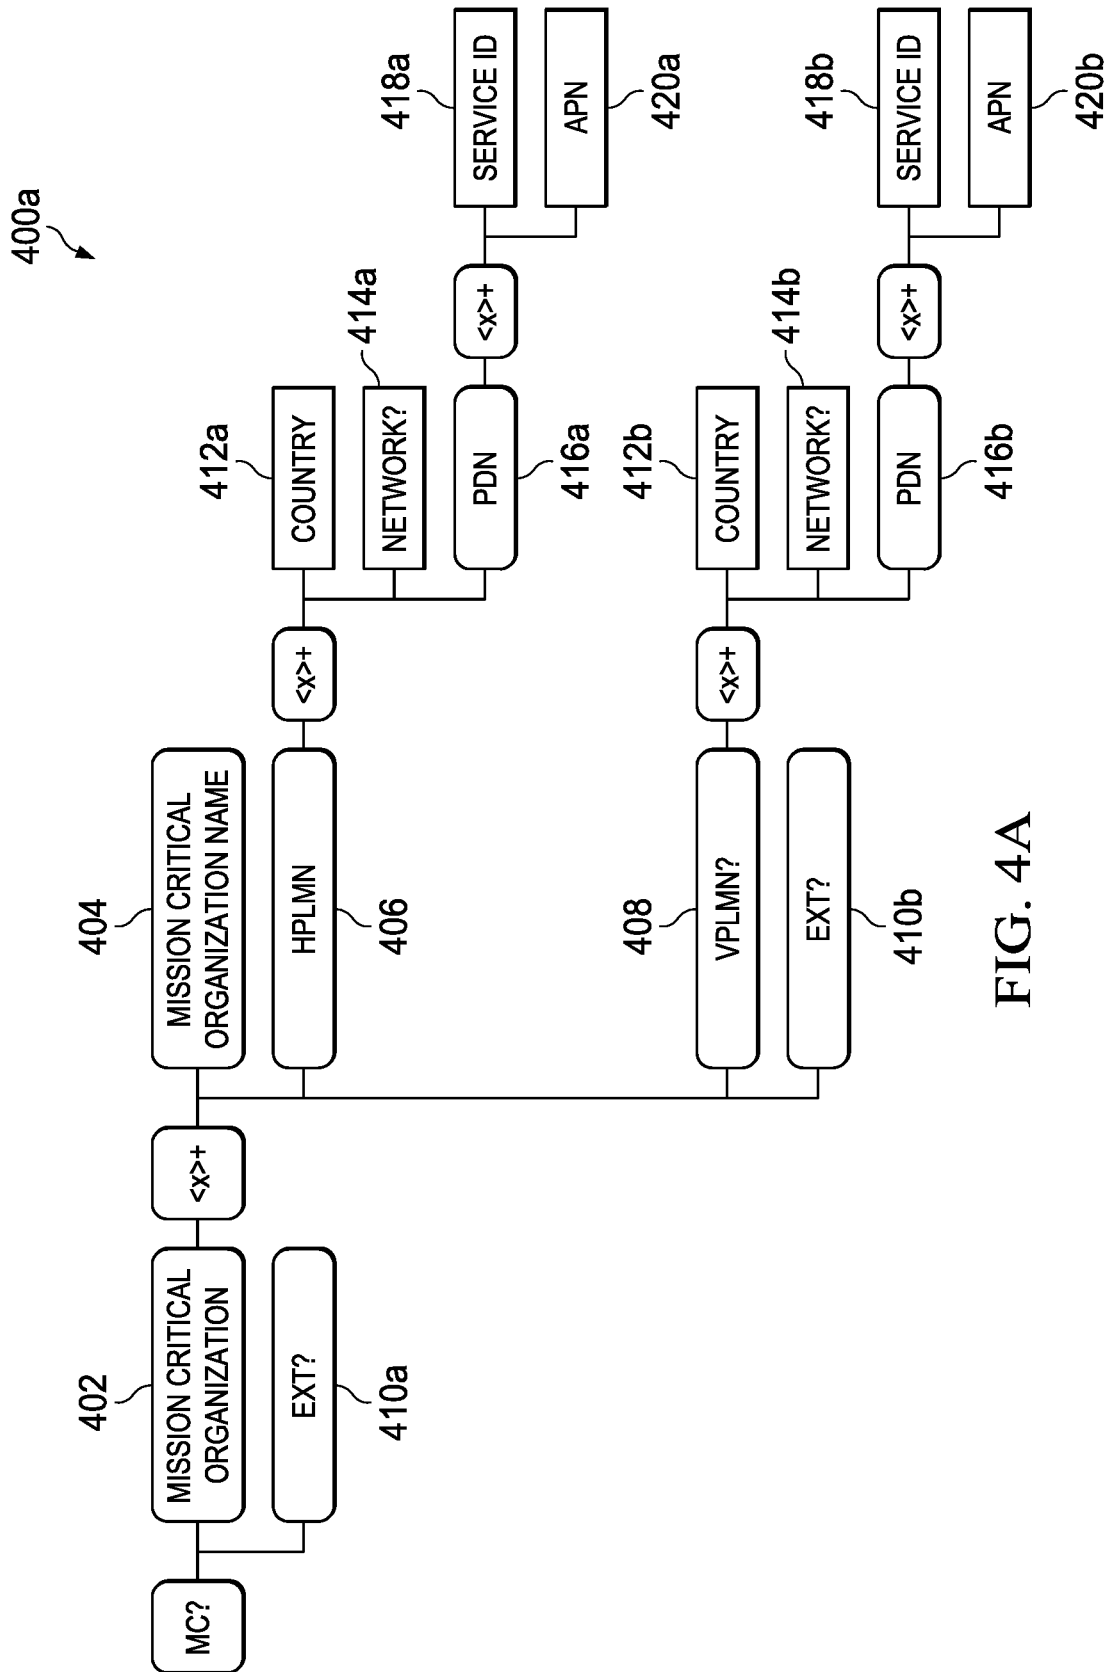 400a
402
MISSION CRITICAL
ORGANIZATION
404
MISSION CRITICAL
ORGANIZATION NAME
MC?
<x>+
EXT?
410a
HPLMN
406
<x>+
412a
COUNTRY
414a
NETWORK?
PDN
416a
<x>+
418a
SERVICE ID
APN
420a
408
VPLMN?
<x>+
412b
COUNTRY
414b
NETWORK?
PDN
416b
<x>+
418b
SERVICE ID
APN
420b
EXT?
410b
FIG. 4A